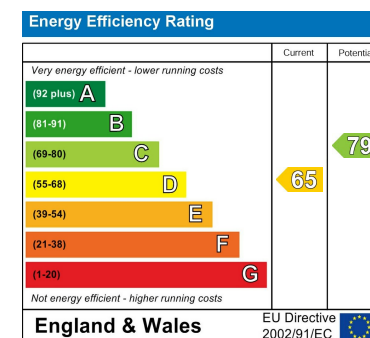 Energy Efficiency Rating
Current Potentia
Very energy efficient - lower running costs
(92 plus) A
(81-91) B
(69-80) C
79
(55-68) D
65
(39-54) E
(21-38) F
(1-20) G
Not energy efficient - higher running costs
England & Wales
EU Directive
2002/91/EC